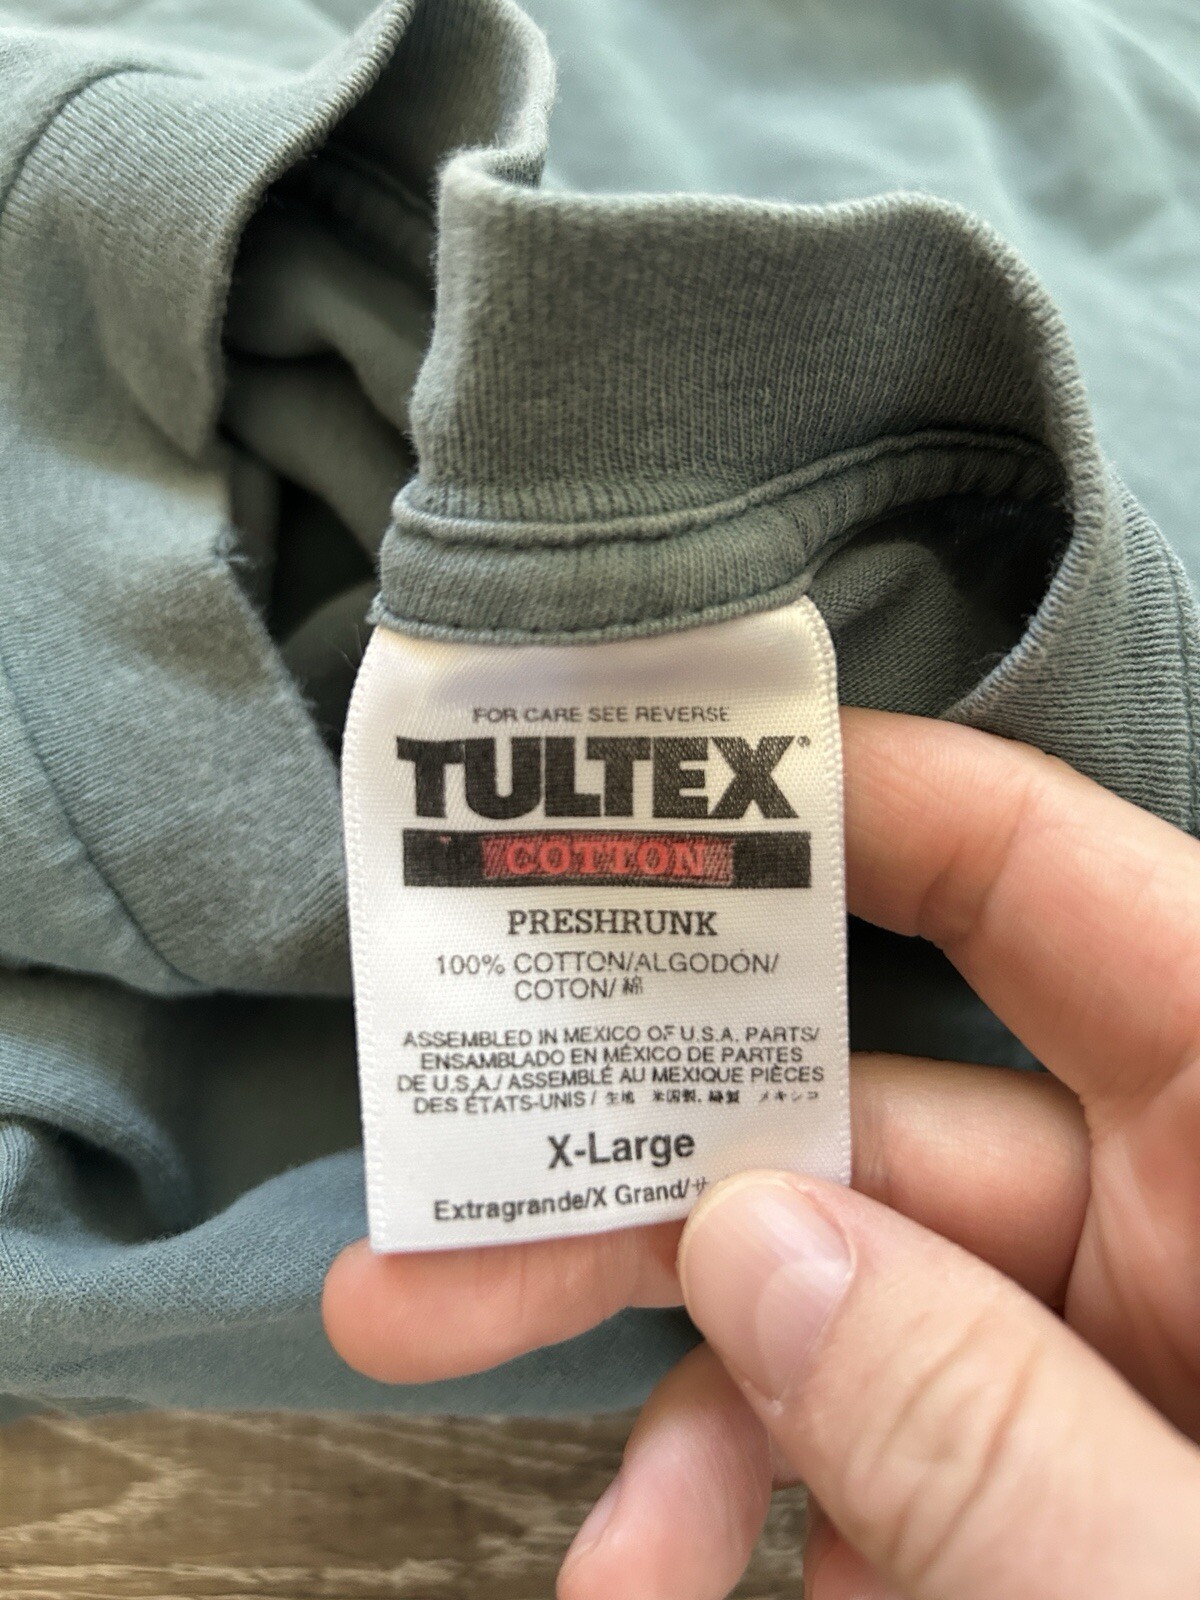 FOR CARE SEE REVERSE
TULTEX®
COTTON
PRESHRUNK
100% COTTON/ALGODÓN/
COTON/ 綿
ASSEMBLED IN MEXICO OF U.S.A. PARTS/
ENSAMBLADO EN MÉXICO DE PARTES
DE U.S.A./ ASSEMBLÉ AU MEXIQUE PIÈCES
DES ÉTATS-UNIS / 生地 米国製, 縫製 メキシコ
X-Large
Extragrande/X Grand/